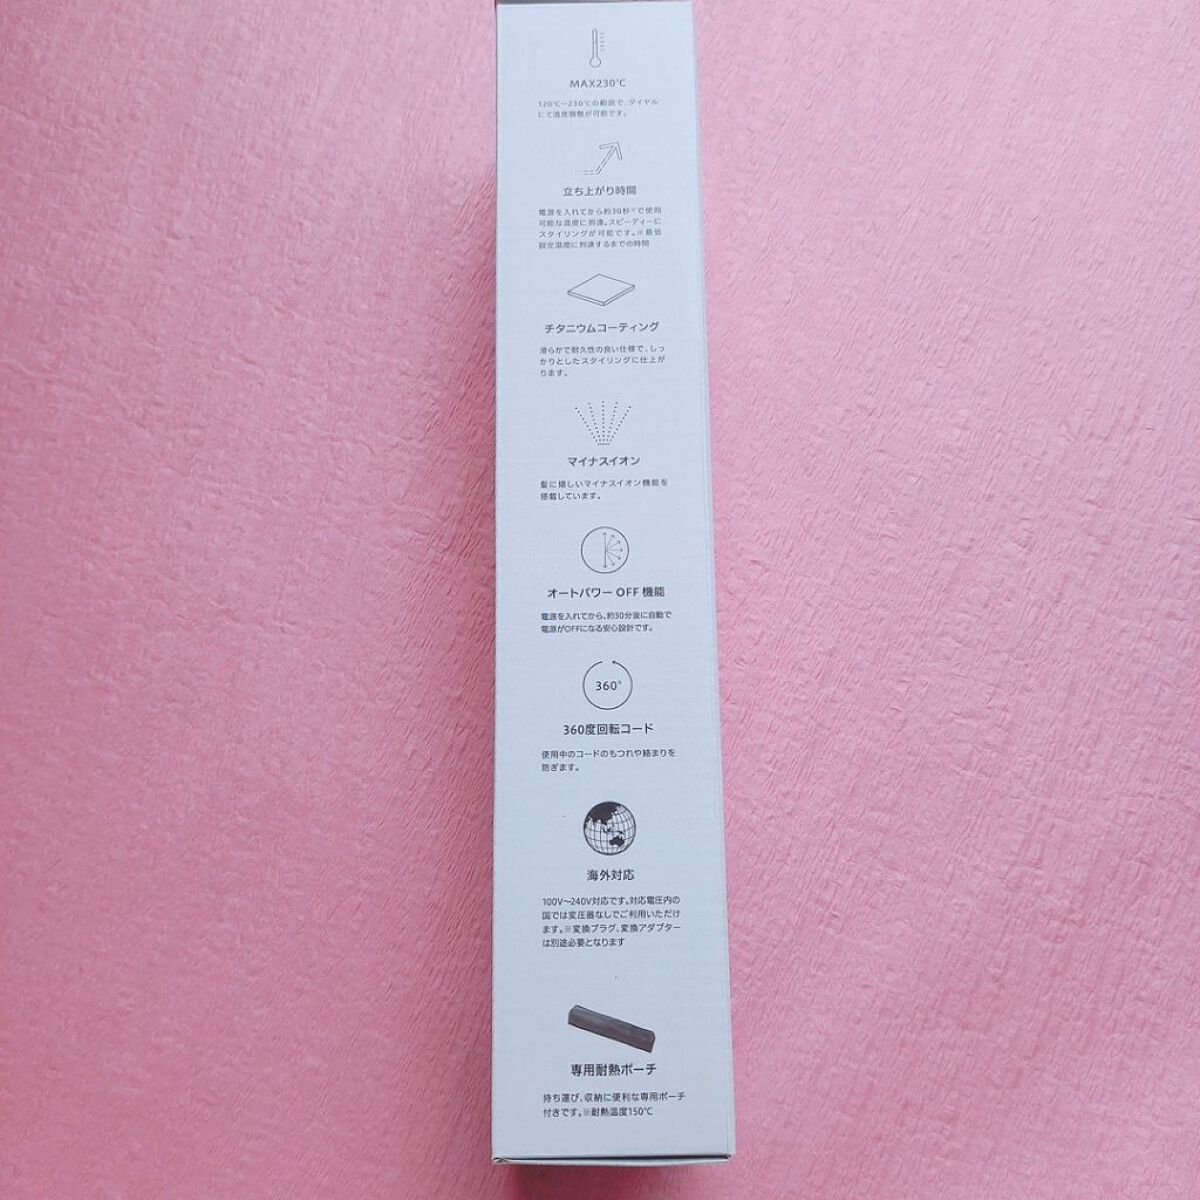 MAX230℃
120℃～230℃の範囲で、ダイヤル
にて温度調整が可能です。
立ち上がり時間
電源を入れてから約30秒※で使用
可能な温度に到達。スピーディーに
スタイリングが可能です。※最低
設定温度に到達するまでの時間
チタニウムコーティング
滑らかで耐久性の良い仕様で、しっ
かりとしたスタイリングに仕上が
ります。
マイナスイオン
髪に嬉しいマイナスイオン機能を
搭載しています。
オートパワー OFF 機能
電源を入れてから、約30分後に自動で
電源がOFFになる安心設計です。
360°
360度回転コード
使用中のコードのもつれや絡まりを
防ぎます。
海外対応
100V～240V対応です。対応電圧内の
国では変圧器なしでご利用いただけ
ます。※変換プラグ、変換アダプター
は別途必要となります
専用耐熱ポーチ
持ち運び、収納に便利な専用ポーチ
付きです。※耐熱温度150℃